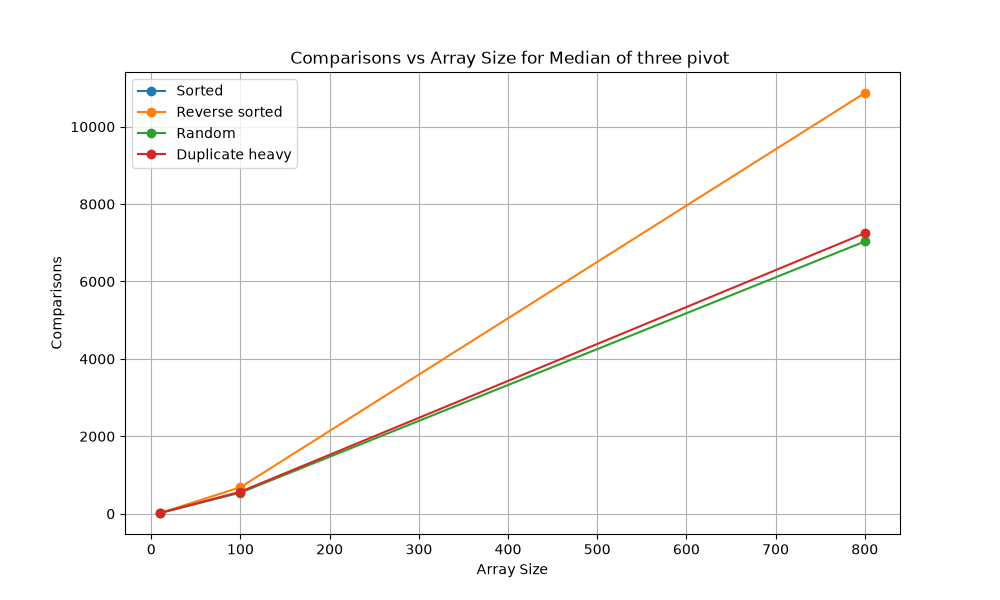 Comparisons vs Array Size for Median of three pivot
Sorted
Reverse sorted
Random
Duplicate heavy
10000
8000
6000
4000
2000
0
Comparisons
0 100 200 300 400 500 600 700 800
Array Size